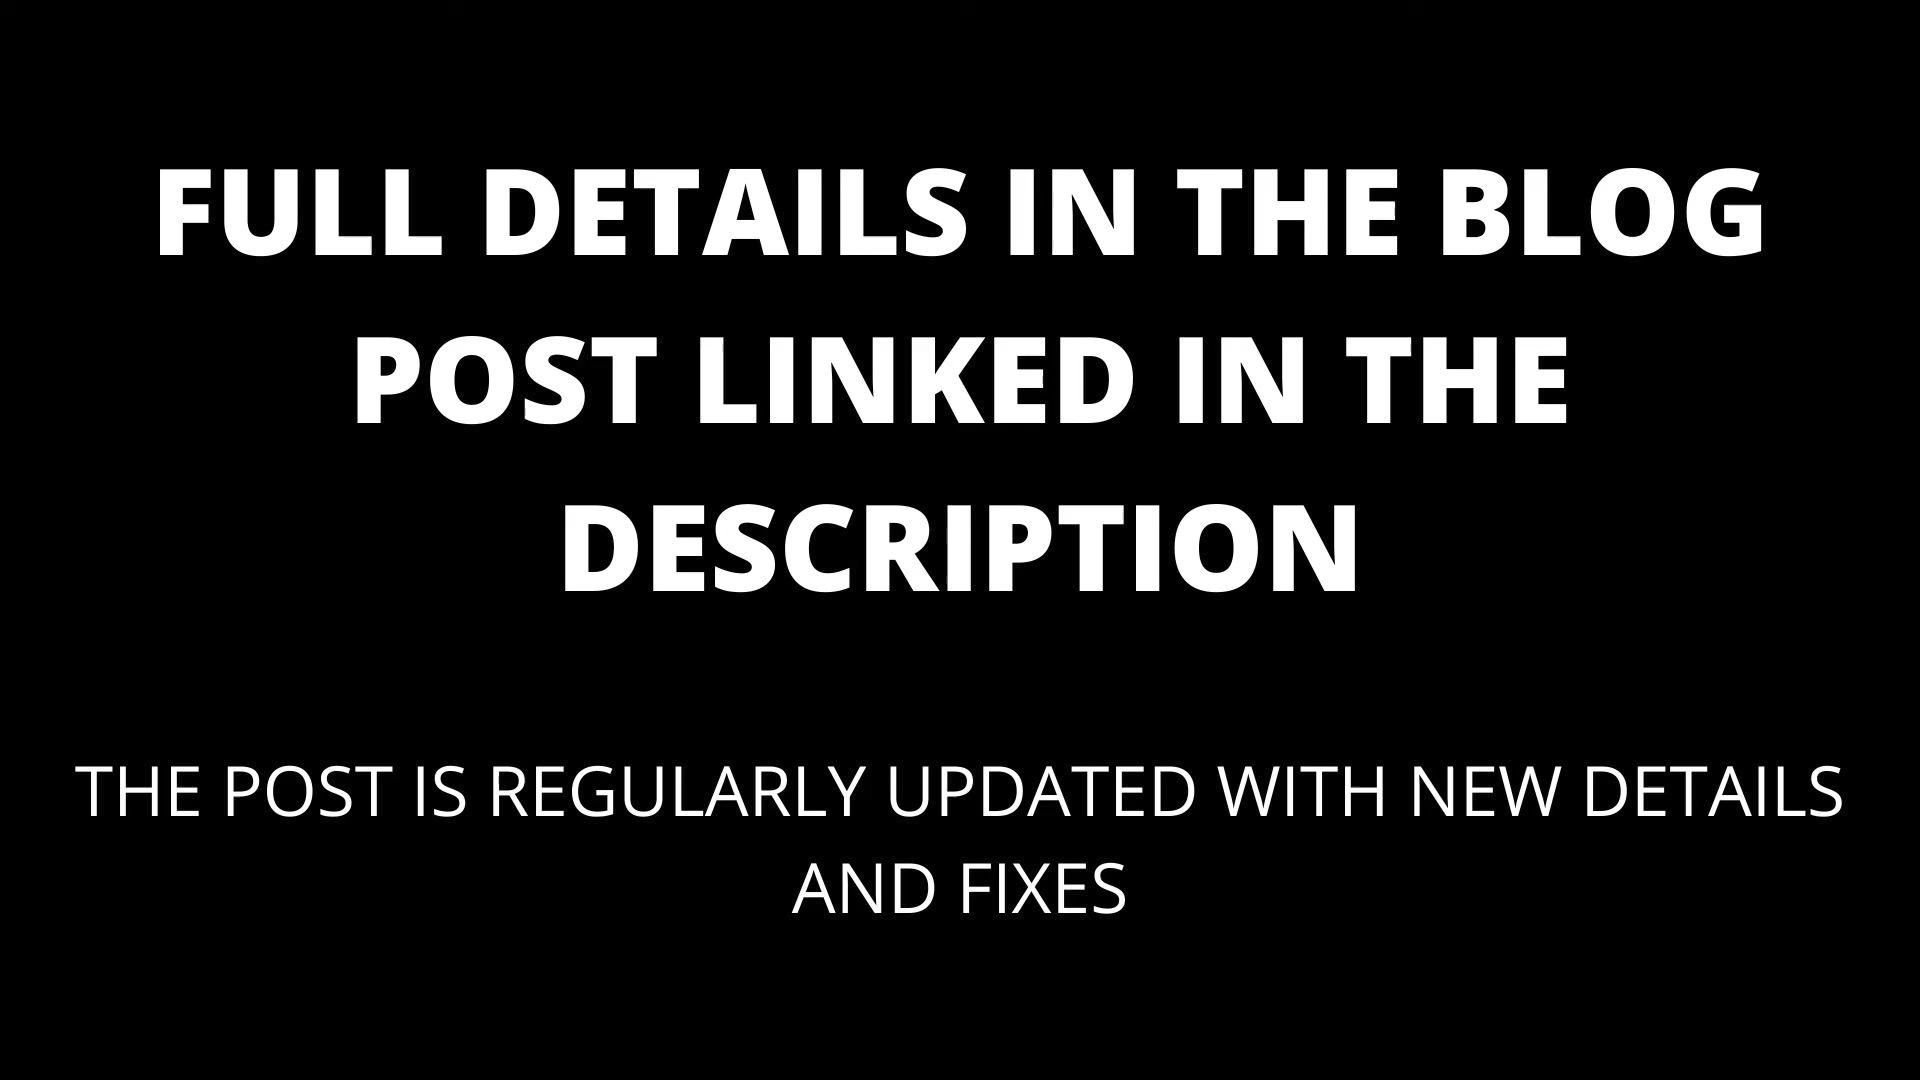 FULL DETAILS IN THE BLOG
POST LINKED IN THE
DESCRIPTION
THE POST IS REGULARLY UPDATED WITH NEW DETAILS
AND FIXES